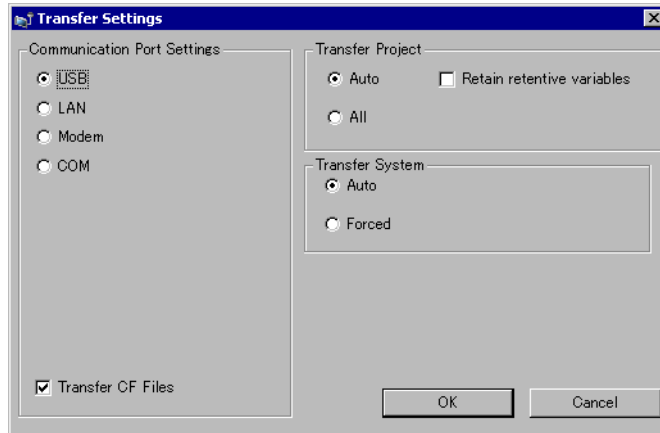 Transfer Settings
Communication Port Settings
USB
LAN
Modem
COM
Transfer CF Files
Transfer Project
Auto
Retain retentive variables
All
Transfer System
Auto
Forced
OK
Cancel